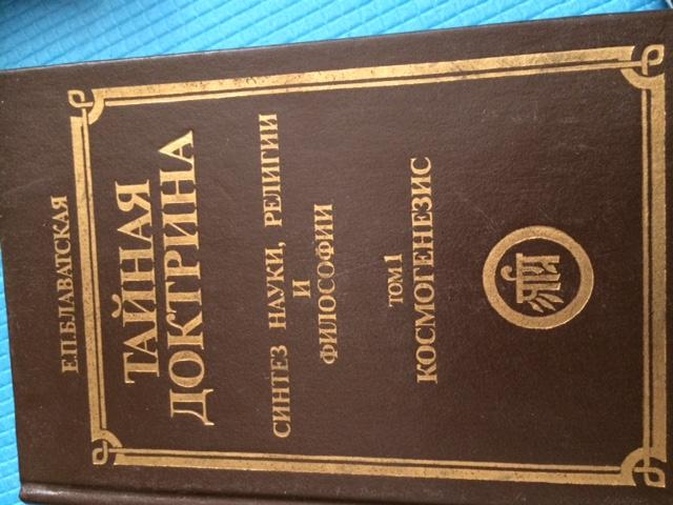 Е.П.БЛАВАТСКАЯ
ТАЙНАЯ
ДОКТРИНА
СИНТЕЗ НАУКИ, РЕЛИГИИ
И
ФИЛОСОФИИ
ТОМ 1
КОСМОГЕНЕЗИС